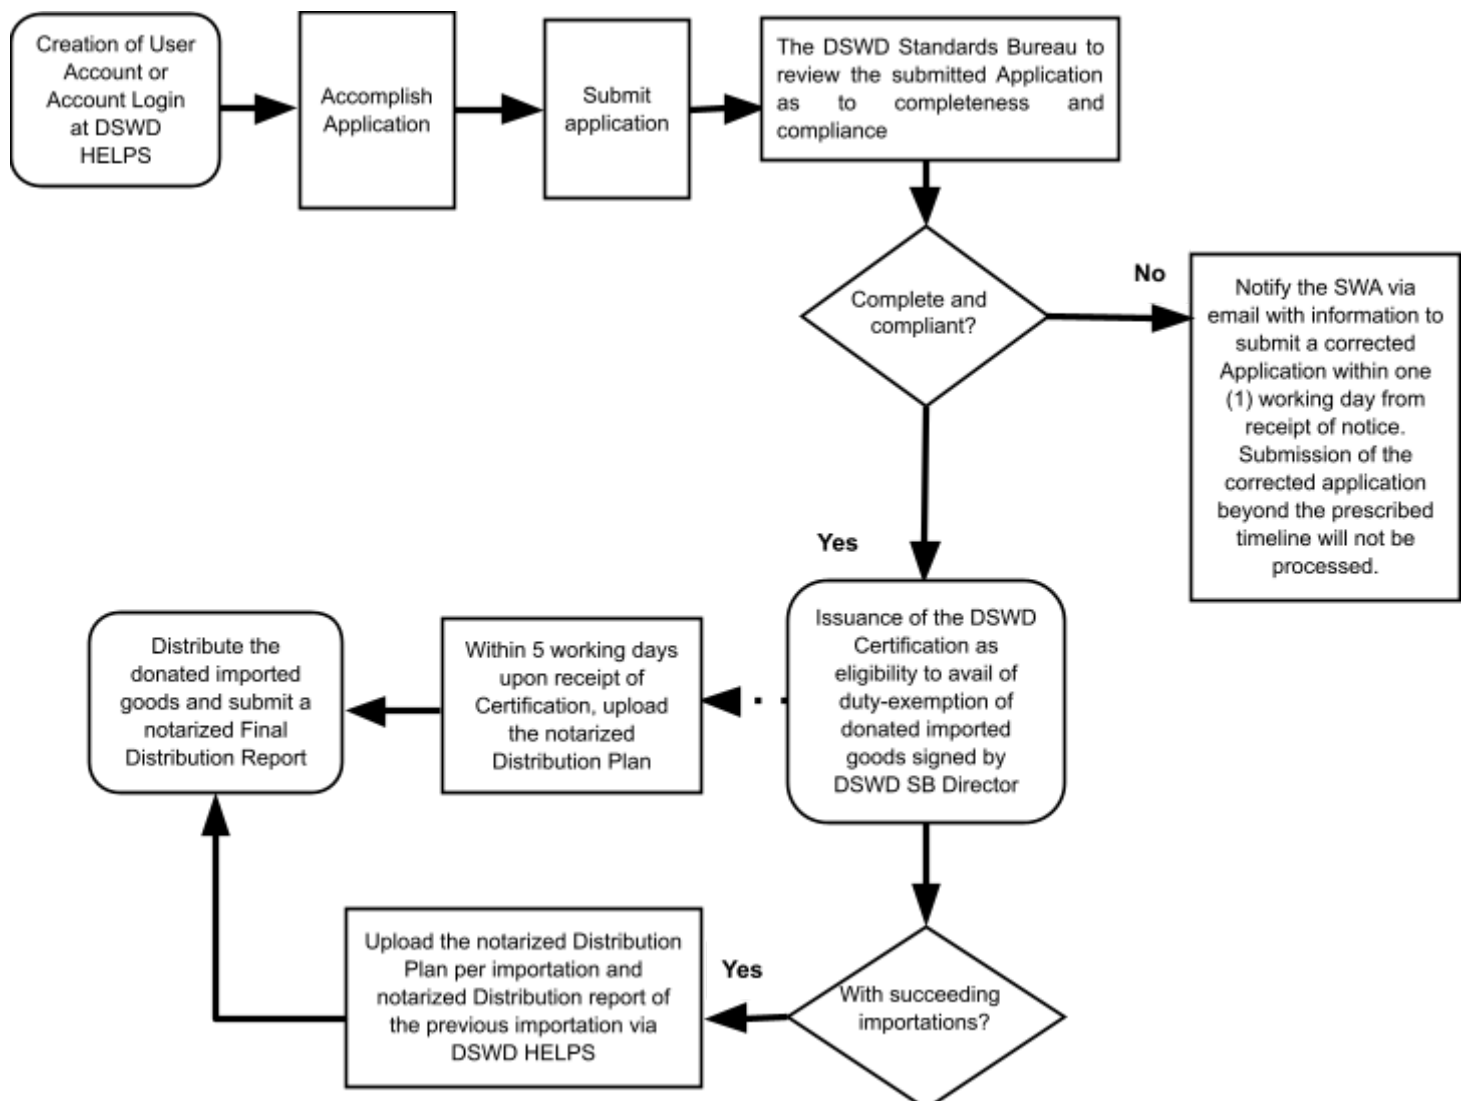 Creation of User
Account or
Account Login
at DSWD
HELPS
Accomplish
Application
Submit
application
The DSWD Standards Bureau to
review the submitted Application
as to completeness and
compliance
Complete and
compliant?
No
Notify the SWA via
email with information to
submit a corrected
Application within one
(1) working day from
receipt of notice.
Submission of the
corrected application
beyond the prescribed
timeline will not be
processed.
Yes
Issuance of the DSWD
Certification as
eligibility to avail of
duty-exemption of
donated imported
goods signed by
DSWD SB Director
Within 5 working days
upon receipt of
Certification, upload
the notarized
Distribution Plan
Distribute the
donated imported
goods and submit a
notarized Final
Distribution Report
With succeeding
importations?
Yes
Upload the notarized Distribution
Plan per importation and
notarized Distribution report of
the previous importation via
DSWD HELPS